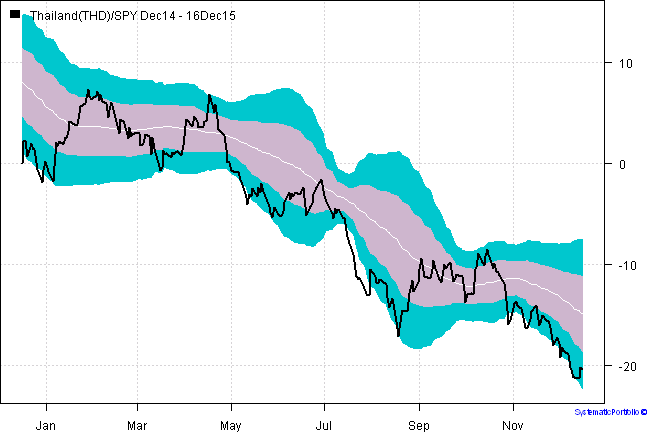 Thailand(THD)/SPY Dec14 - 16Dec15
10
0
-10
-20
Jan Mar May Jul Sep Nov
SystematicPortfolio ©